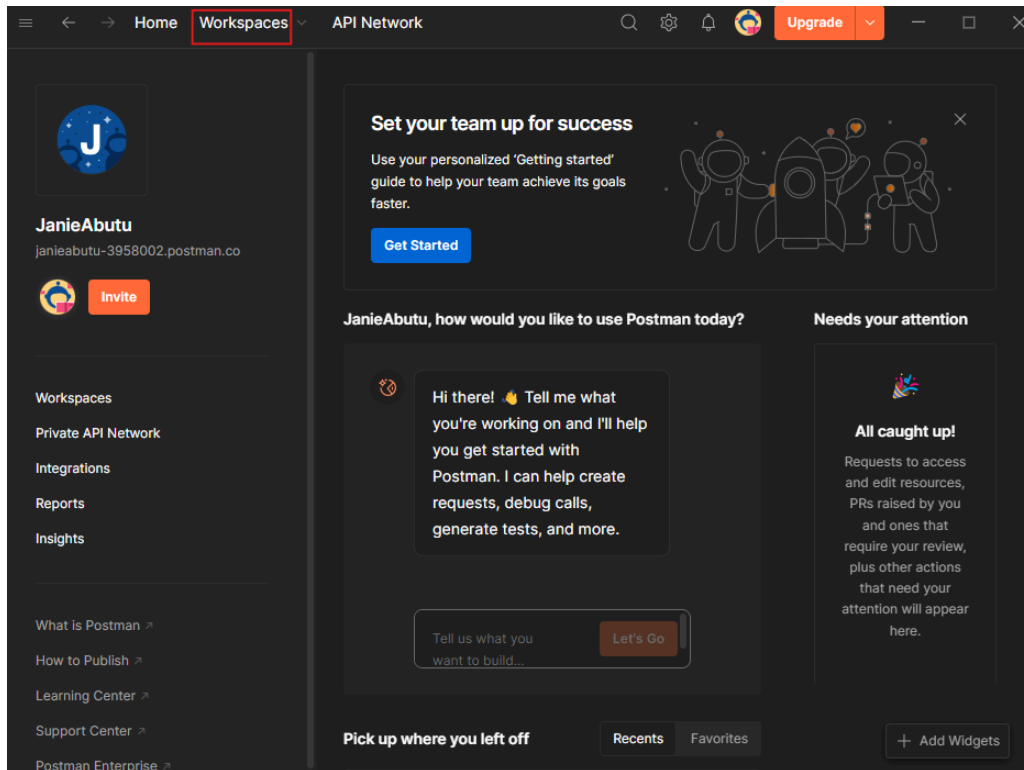 Home Workspaces API Network Upgrade
J
JanieAbutu
janieabutu-3958002.postman.co
Invite
Workspaces
Private API Network
Integrations
Reports
Insights
What is Postman
How to Publish
Learning Center
Support Center
Postman Enterprise
Set your team up for success
Use your personalized ‘Getting started’
guide to help your team achieve its goals
faster.
Get Started
JanieAbutu, how would you like to use Postman today?
Hi there! 👋 Tell me what
you're working on and I'll help
you get started with
Postman. I can help create
requests, debug calls,
generate tests, and more.
Tell us what you
want to build...
Let's Go
Needs your attention
All caught up!
Requests to access
and edit resources,
PRs raised by you
and ones that
require your review,
plus other actions
that need your
attention will appear
here.
Pick up where you left off
Recents Favorites
Add Widgets